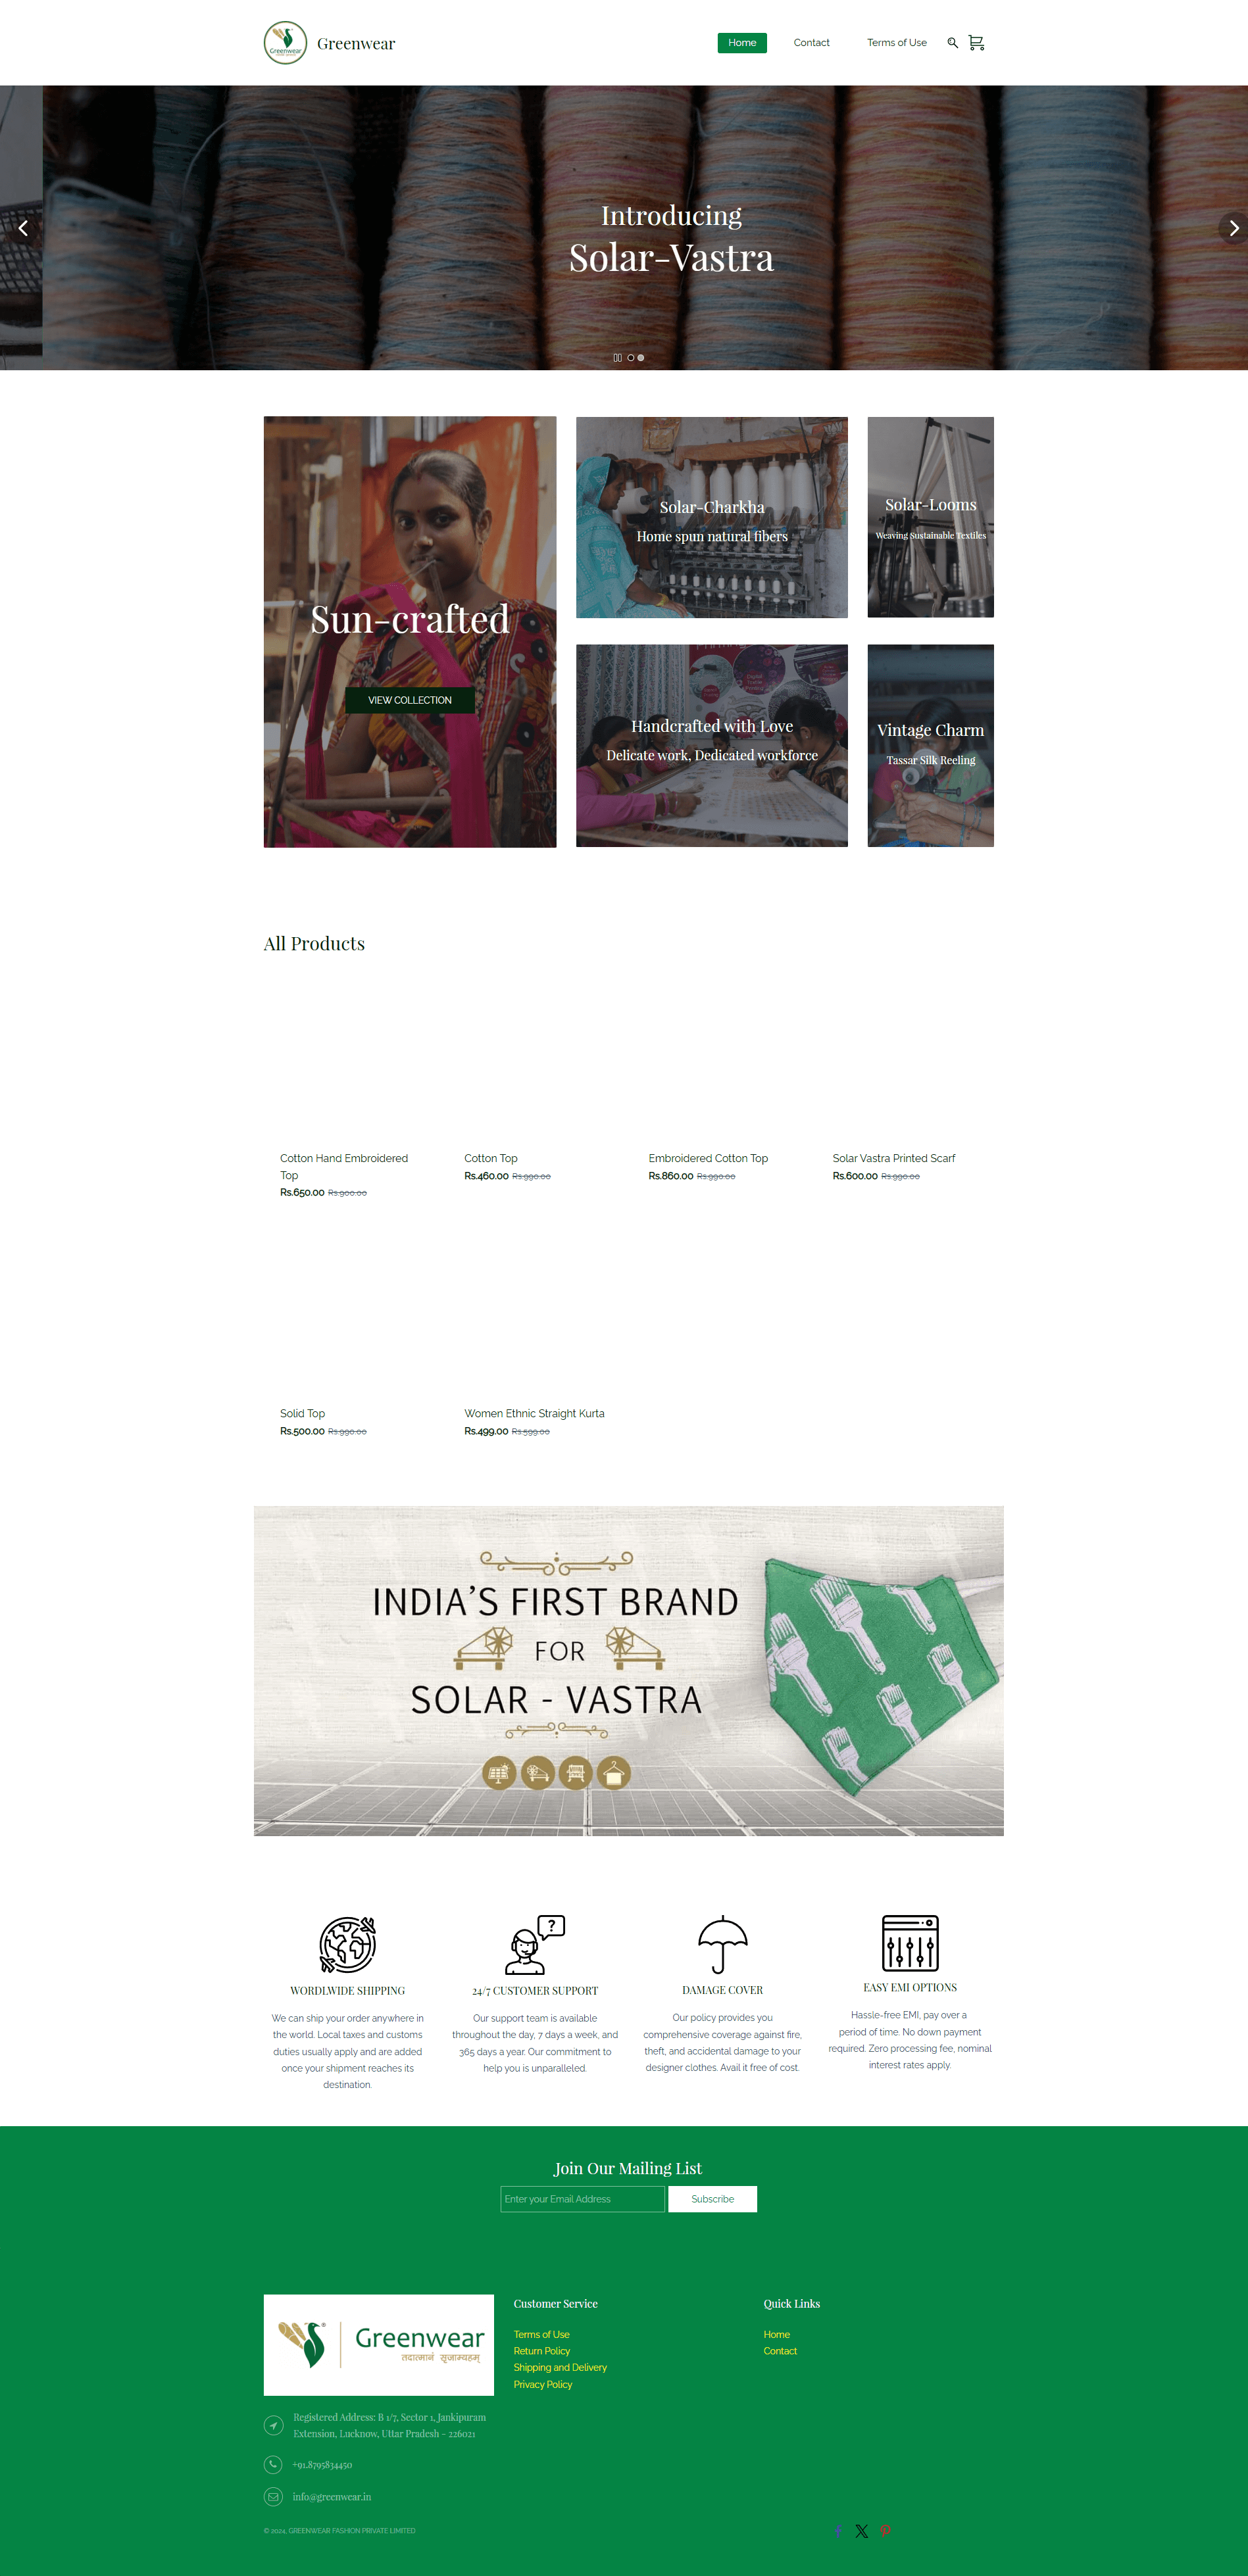 Greenwear
Greenwear
Home
Contact
Terms of Use
Introducing
Solar-Vastra
Sun-crafted
VIEW COLLECTION
Solar-Charkha
Home spun natural fibers
Solar-Looms
Weaving Sustainable Textiles
Handcrafted with Love
Delicate work, Dedicated workforce
Vintage Charm
Tassar Silk Reeling
All Products
Cotton Hand Embroidered
Top
Rs.650.00 Rs.900.00
Cotton Top
Rs.460.00 Rs.990.00
Embroidered Cotton Top
Rs.860.00 Rs.990.00
Solar Vastra Printed Scarf
Rs.600.00 Rs.990.00
Solid Top
Rs.500.00 Rs.990.00
Women Ethnic Straight Kurta
Rs.499.00 Rs.599.00
INDIA'S FIRST BRAND
FOR
SOLAR - VASTRA
WORDLWIDE SHIPPING
We can ship your order anywhere in
the world. Local taxes and customs
duties usually apply and are added
once your shipment reaches its
destination.
24/7 CUSTOMER SUPPORT
Our support team is available
throughout the day, 7 days a week, and
365 days a year. Our commitment to
help you is unparalleled.
DAMAGE COVER
Our policy provides you
comprehensive coverage against fire,
theft, and accidental damage to your
designer clothes. Avail it free of cost.
EASY EMI OPTIONS
Hassle-free EMI, pay over a
period of time. No down payment
required. Zero processing fee, nominal
interest rates apply.
Join Our Mailing List
Enter your Email Address
Subscribe
Greenwear
तदात्मानं सृजाम्यहम्
Registered Address: B 1/7, Sector 1, Jankipuram
Extension, Lucknow, Uttar Pradesh - 226021
+91.8795834450
info@greenwear.in
Customer Service
Terms of Use
Return Policy
Shipping and Delivery
Privacy Policy
Quick Links
Home
Contact
© 2024, GREENWEAR FASHION PRIVATE LIMITED